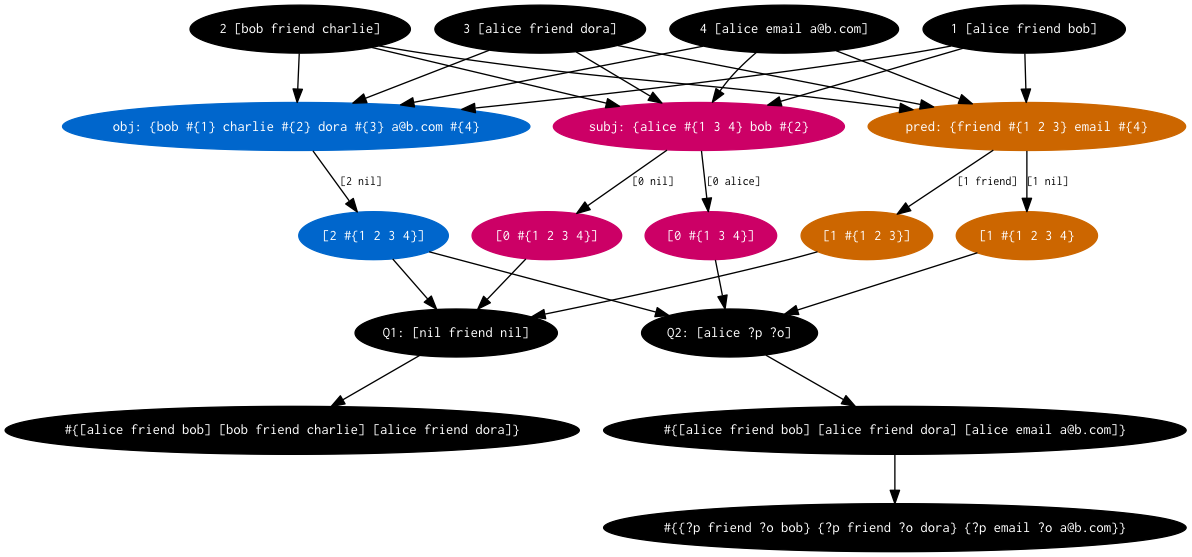 2 [bob friend charlie]
3 [alice friend dora]
4 [alice email a@b.com]
1 [alice friend bob]
obj: {bob #{1} charlie #{2} dora #{3} a@b.com #{4}
subj: {alice #{1 3 4} bob #{2}
pred: {friend #{1 2 3} email #{4}
[2 nil]
[0 nil]
[0 alice]
[1 friend]
[1 nil]
[2 #{1 2 3 4}]
[0 #{1 2 3 4}]
[0 #{1 3 4}]
[1 #{1 2 3}]
[1 #{1 2 3 4}
Q1: [nil friend nil]
Q2: [alice ?p ?o]
#{[alice friend bob] [bob friend charlie] [alice friend dora]}
#{[alice friend bob] [alice friend dora] [alice email a@b.com]}
#{{?p friend ?o bob} {?p friend ?o dora} {?p email ?o a@b.com}}